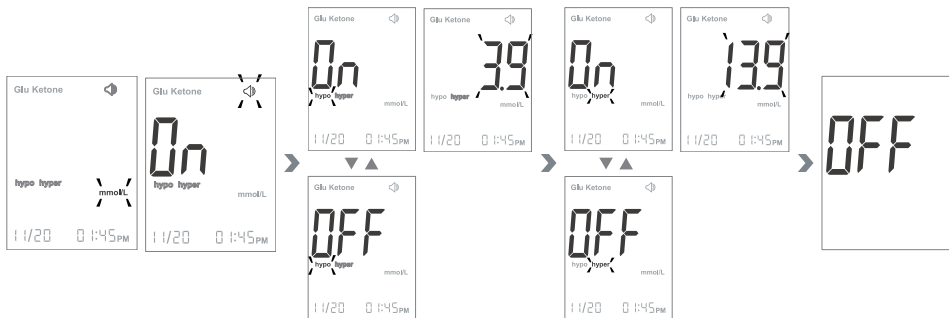 Glu Ketone
hypo hyper
mmol/L
11/20 01:45PM
Glu Ketone
On
hypo hyper
mmol/L
11/20 01:45PM
Glu Ketone
On
hypo hyper
mmol/L
11/20 01:45PM
Glu Ketone
OFF
hypo hyper
mmol/L
11/20 01:45PM
Glu Ketone
3.9
hypo hyper
mmol/L
11/20 01:45PM
Glu Ketone
On
hypo hyper
mmol/L
11/20 01:45PM
Glu Ketone
OFF
hypo hyper
mmol/L
11/20 01:45PM
Glu Ketone
13.9
hypo hyper
mmol/L
11/20 01:45PM
OFF